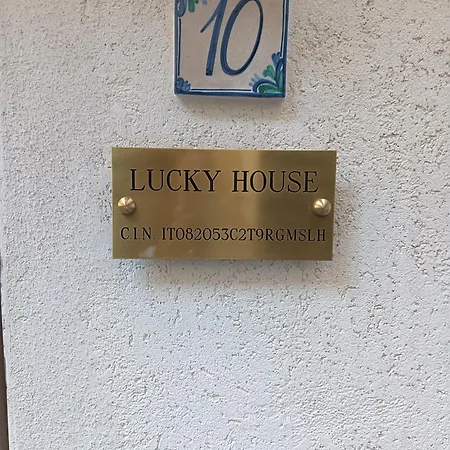 10
LUCKY HOUSE
C.I.N. IT082053C2T9RGMSLH